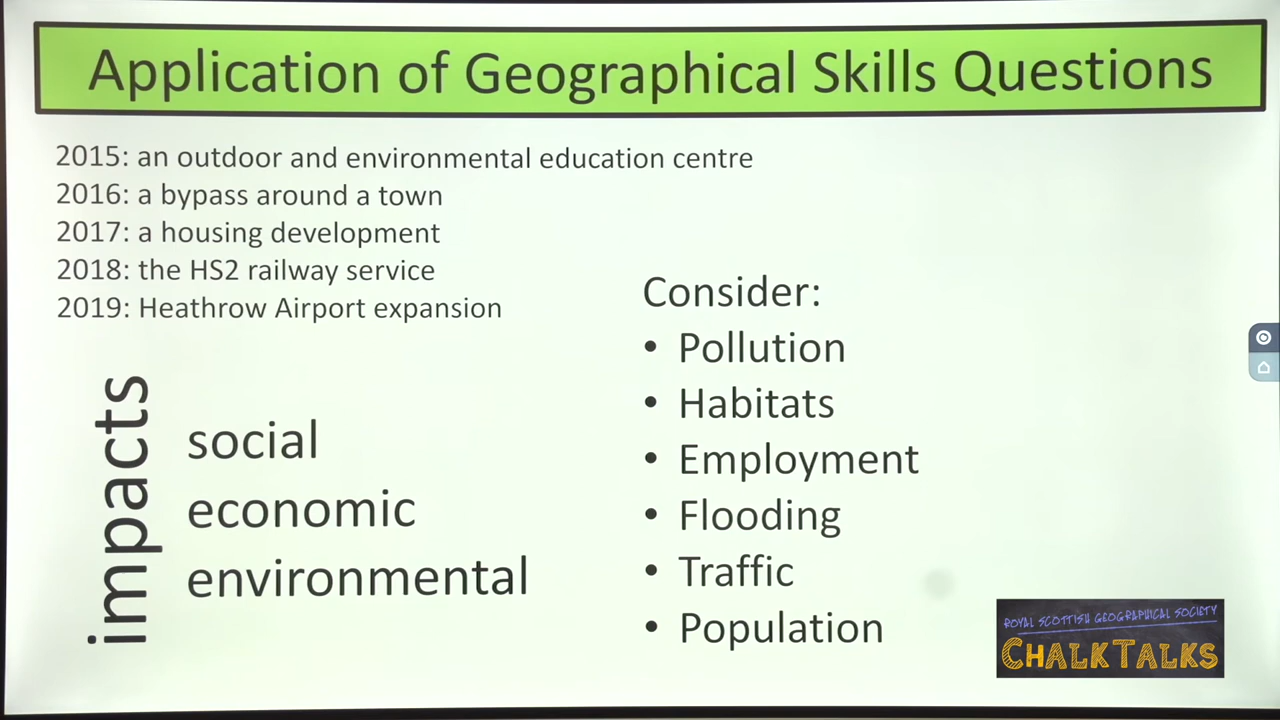 Application of Geographical Skills Questions
2015: an outdoor and environmental education centre
2016: a bypass around a town
2017: a housing development
2018: the HS2 railway service
2019: Heathrow Airport expansion
impacts
social
economic
environmental
Consider:
• Pollution
• Habitats
• Employment
• Flooding
• Traffic
• Population
ROYAL SCOTTISH GEOGRAPHICAL SOCIETY
CHALKTALKS